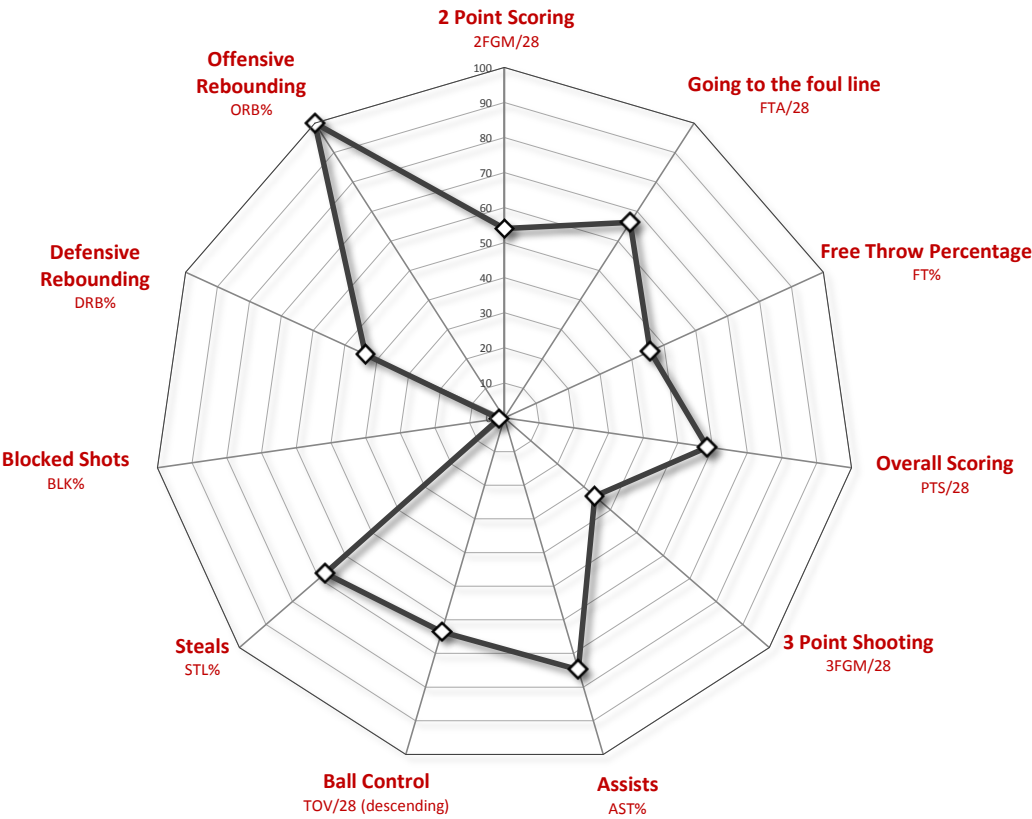 2 Point Scoring
2FGM/28
Offensive
Rebounding
ORB%
Going to the foul line
FTA/28
100
90
80
70
60
50
40
30
20
10
Free Throw Percentage
FT%
Defensive
Rebounding
DRB%
Blocked Shots
BLK%
Overall Scoring
PTS/28
Steals
STL%
3 Point Shooting
3FGM/28
Ball Control
TOV/28 (descending)
Assists
AST%